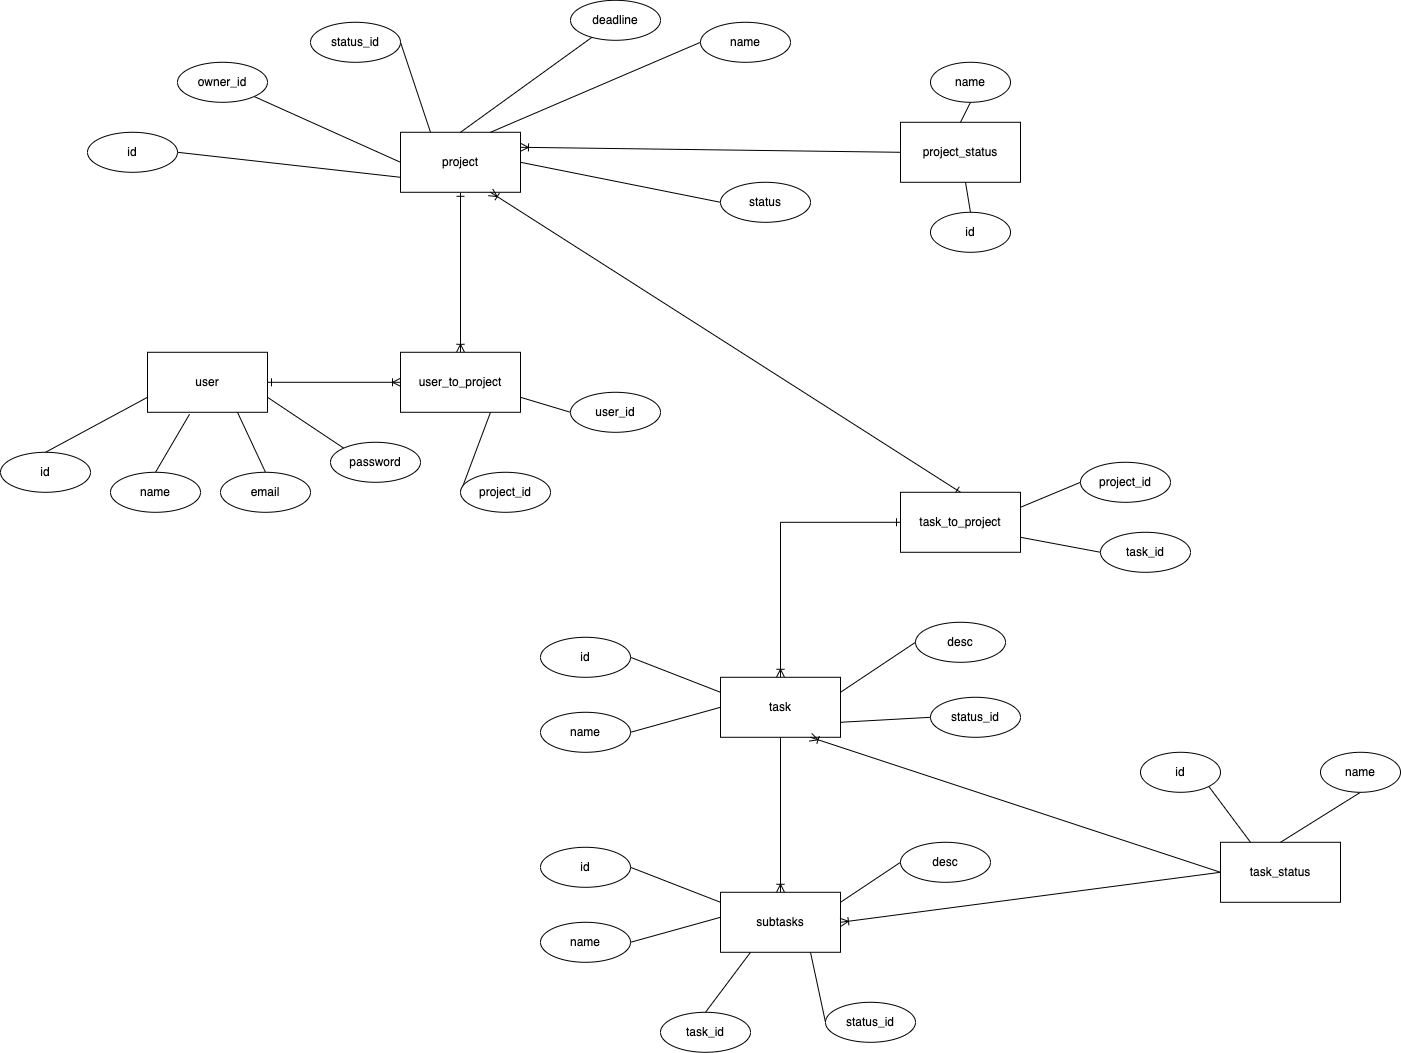 deadline
status_id
name
owner_id
name
id
project
project_status
status
id
user
user_to_project
user_id
id
name
email
password
project_id
project_id
task_to_project
task_id
id
desc
task
name
status_id
id
name
id
desc
task_status
subtasks
name
task_id
status_id